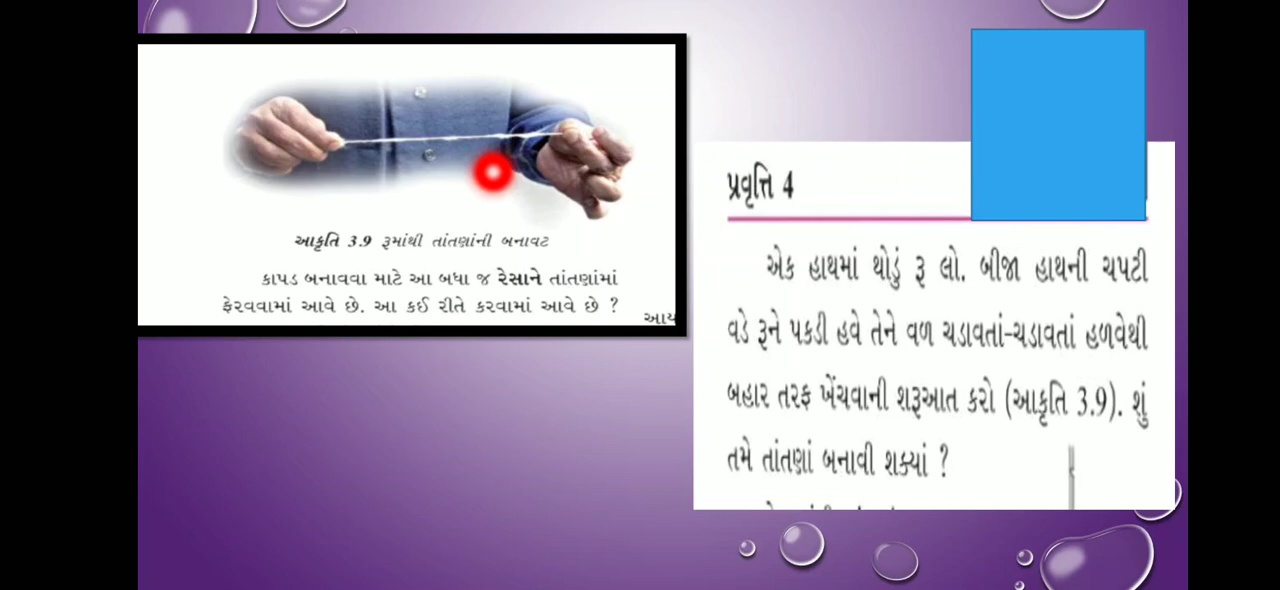 આકૃતિ 3.9 રૂમાંથી તાંતણાંની બનાવટ
કાપડ બનાવવા માટે આ બધા જ રેસાને તાંતણાંમાં
ફેરવવામાં આવે છે. આ કઈ રીતે કરવામાં આવે છે ?
પ્રવૃત્તિ 4
એક હાથમાં થોડું રૂ લો. બીજા હાથની ચપટી
વડે રૂને પકડી હવે તેને વળ ચડાવતાં-ચડાવતાં હળવેથી
બહાર તરફ ખેંચવાની શરૂઆત કરો (આકૃતિ 3.9). શું
તમે તાંતણાં બનાવી શક્યાં ?